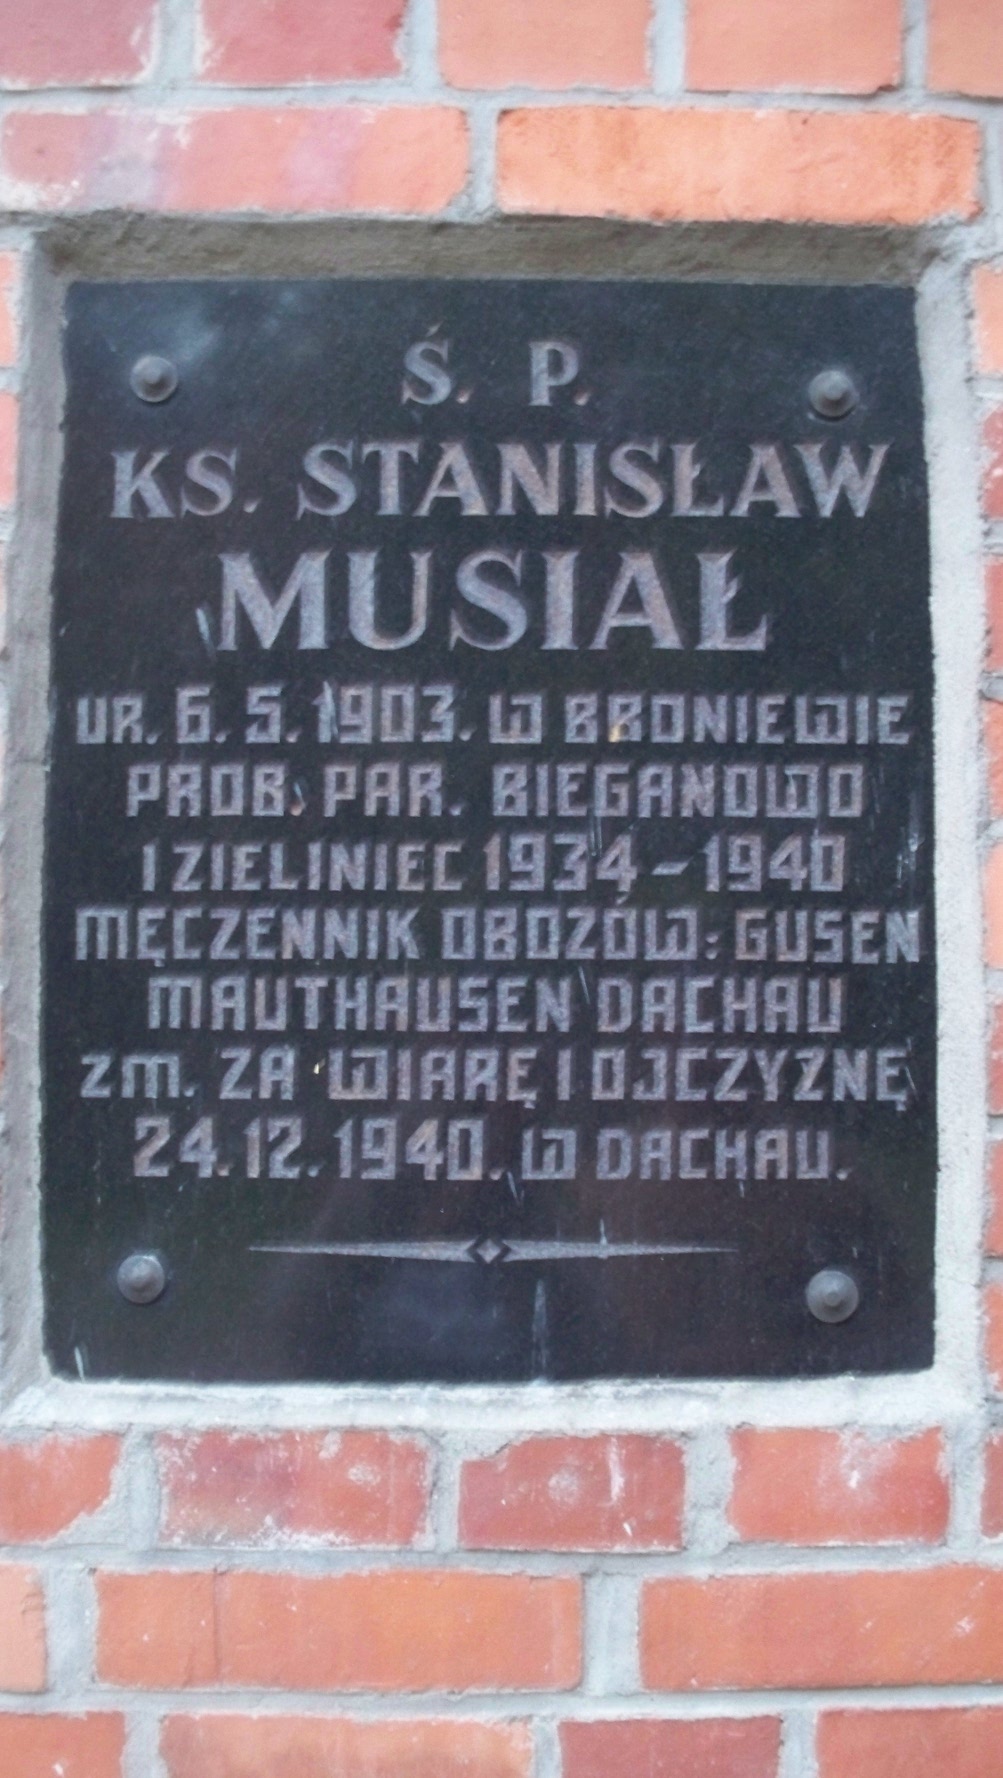 Ś. P.
KS. STANISŁAW
MUSIAŁ
UR. 6. 5. 1903. W BRONIEWIE
PROB. PAR. BIEGANOWO
I ZIELINIEC 1934 - 1940
MĘCZENNIK OBOZÓW: GUSEN
MAUTHAUSEN DACHAU
ZM. ZA WIARĘ I OJCZYZNĘ
24. 12. 1940. W DACHAU.